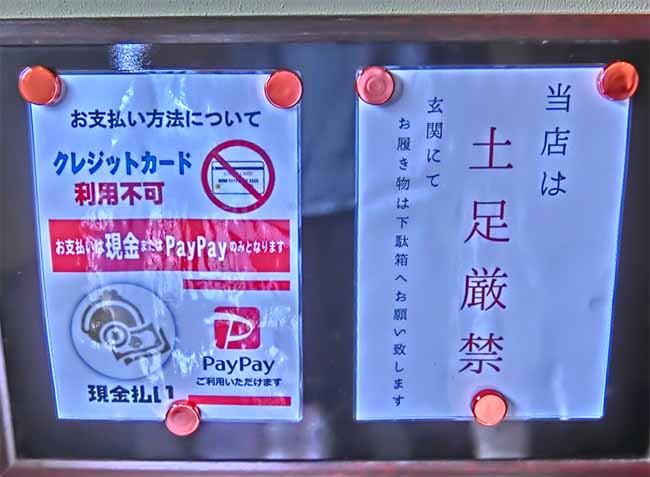 お支払い方法について
クレジットカード
利用不可
お支払いは現金またはPayPayのみとなります
現金払い
PayPay
ご利用いただけます
当店は
土足厳禁
玄関にて
お履き物は下駄箱へお願い致します